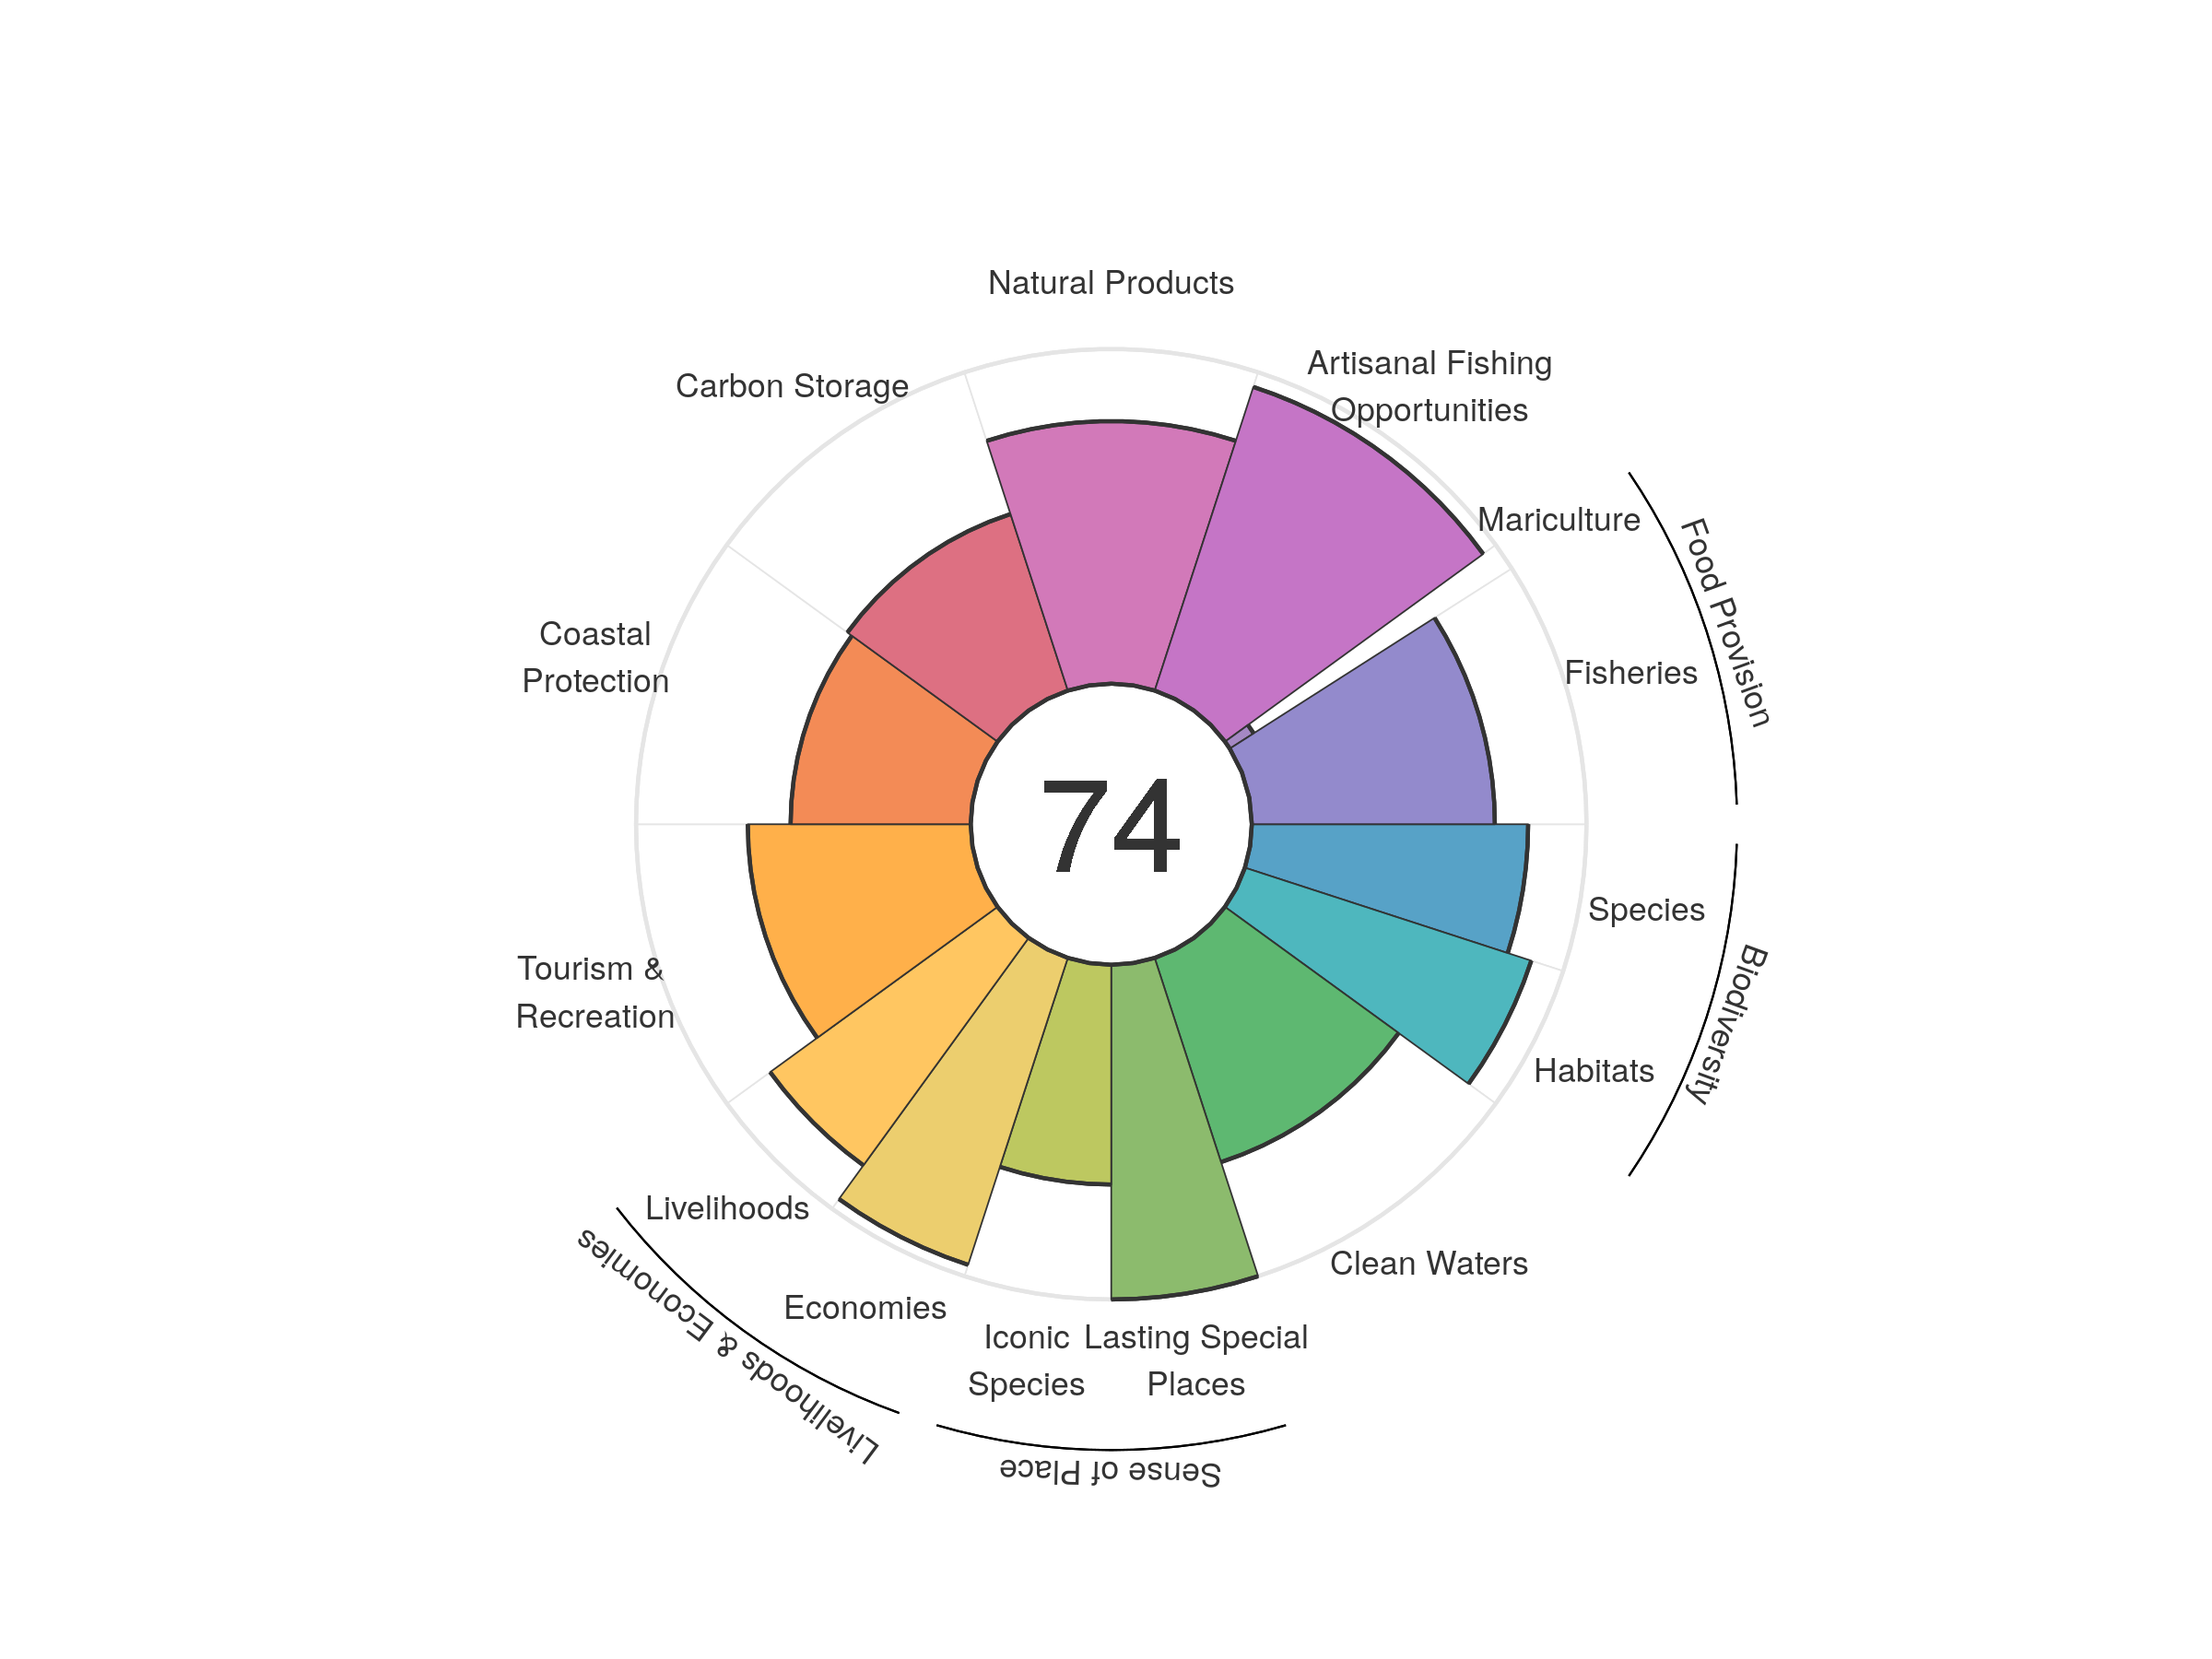 Natural Products
Artisanal Fishing
Opportunities
Carbon Storage
Mariculture
Food Provision
Coastal
Protection
Fisheries
74
Species
Biodiversity
Tourism &
Recreation
Habitats
Livelihoods
Livelihoods & Economies
Clean Waters
Economies
Iconic
Species
Lasting Special
Places
Sense of Place